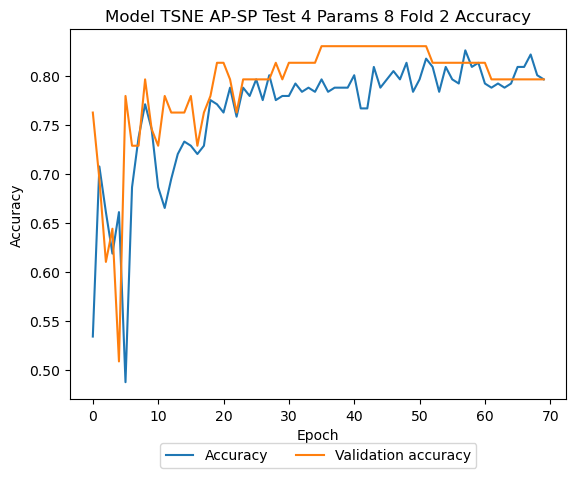 Model TSNE AP-SP Test 4 Params 8 Fold 2 Accuracy
Accuracy
0.80
0.75
0.70
0.65
0.60
0.55
0.50
0 10 20 30 40 50 60 70
Epoch
Accuracy Validation accuracy